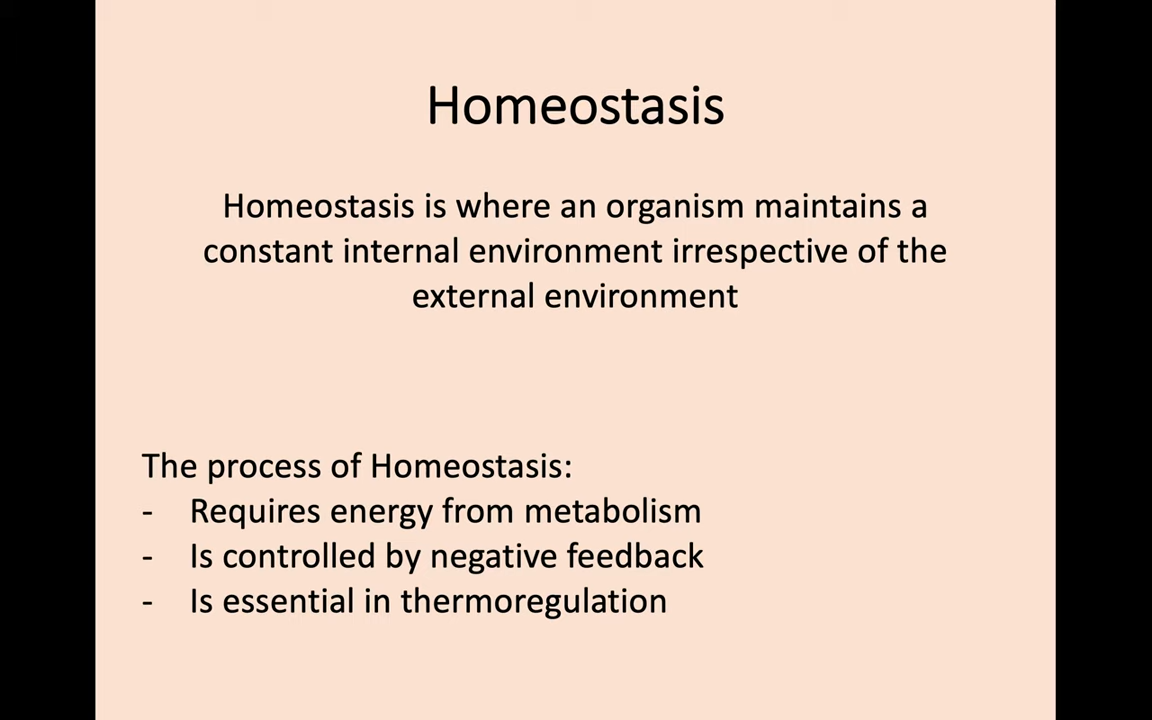 Homeostasis
Homeostasis is where an organism maintains a
constant internal environment irrespective of the
external environment
The process of Homeostasis:
- Requires energy from metabolism
- Is controlled by negative feedback
- Is essential in thermoregulation